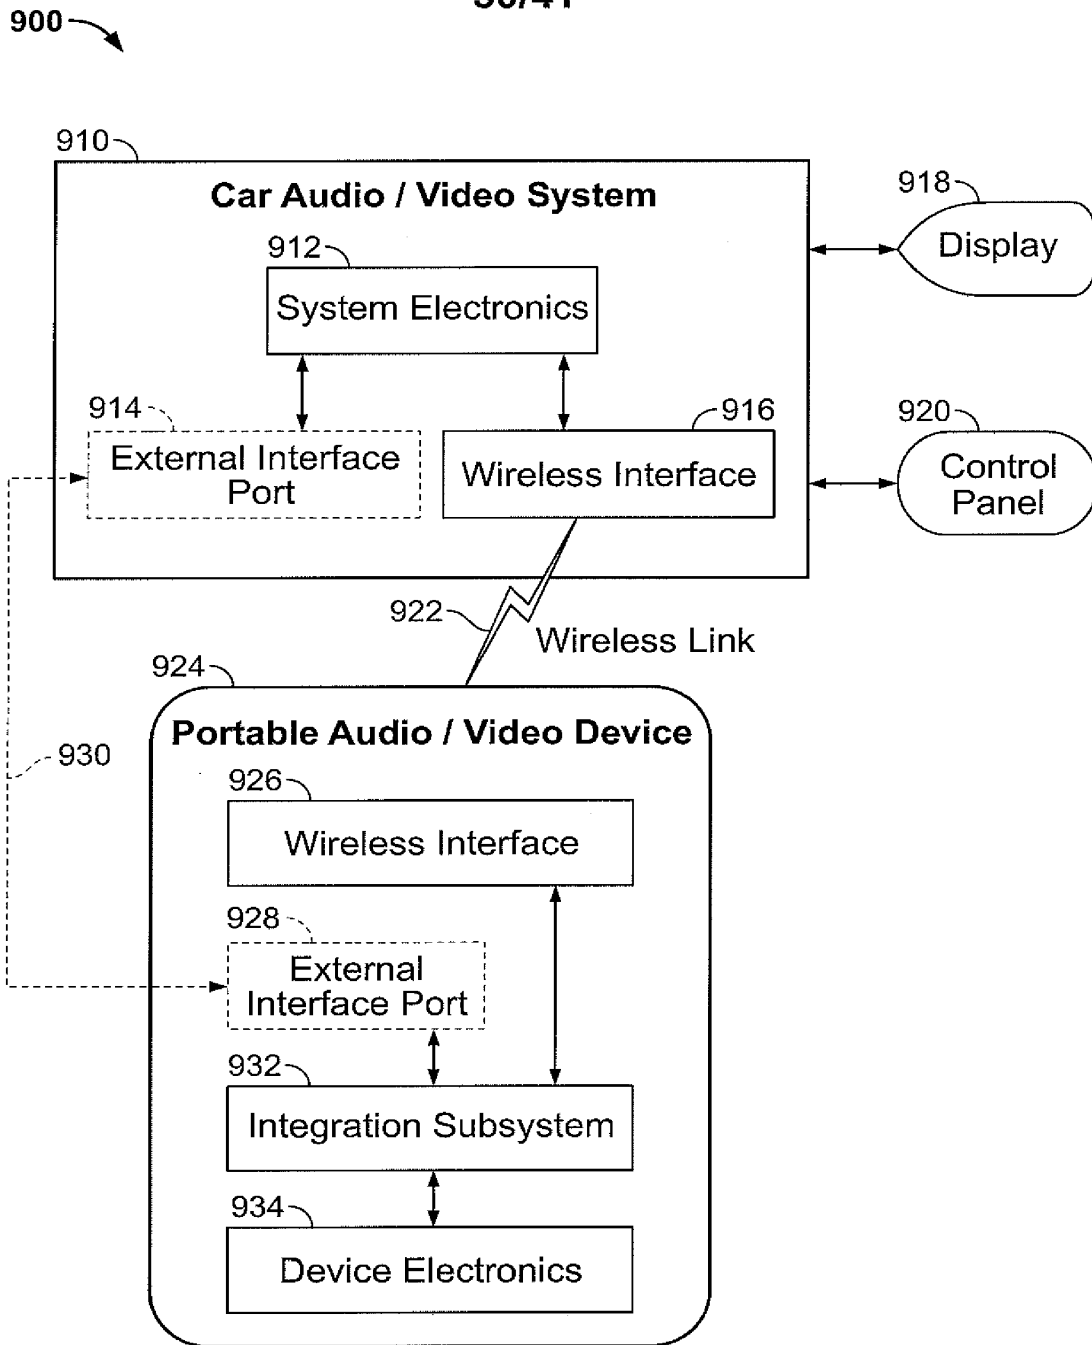 900
910
Car Audio / Video System
918
Display
912
System Electronics
914
External Interface
Port
916
Wireless Interface
920
Control
Panel
922
Wireless Link
924
Portable Audio / Video Device
930
926
Wireless Interface
928
External
Interface Port
932
Integration Subsystem
934
Device Electronics